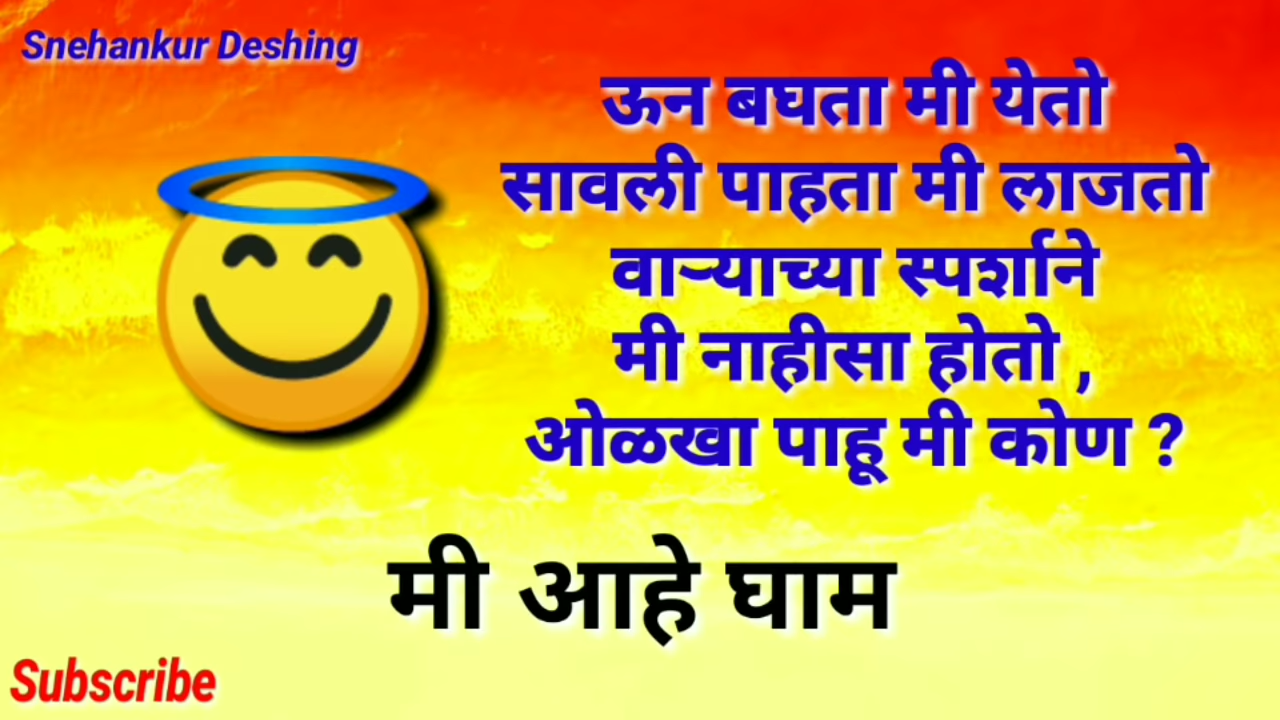 Snehankur Deshing
ऊन बघता मी येतो
सावली पाहता मी लाजतो
वाऱ्याच्या स्पर्शाने
मी नाहीसा होतो ,
ओळखा पाहू मी कोण ?
मी आहे घाम
Subscribe